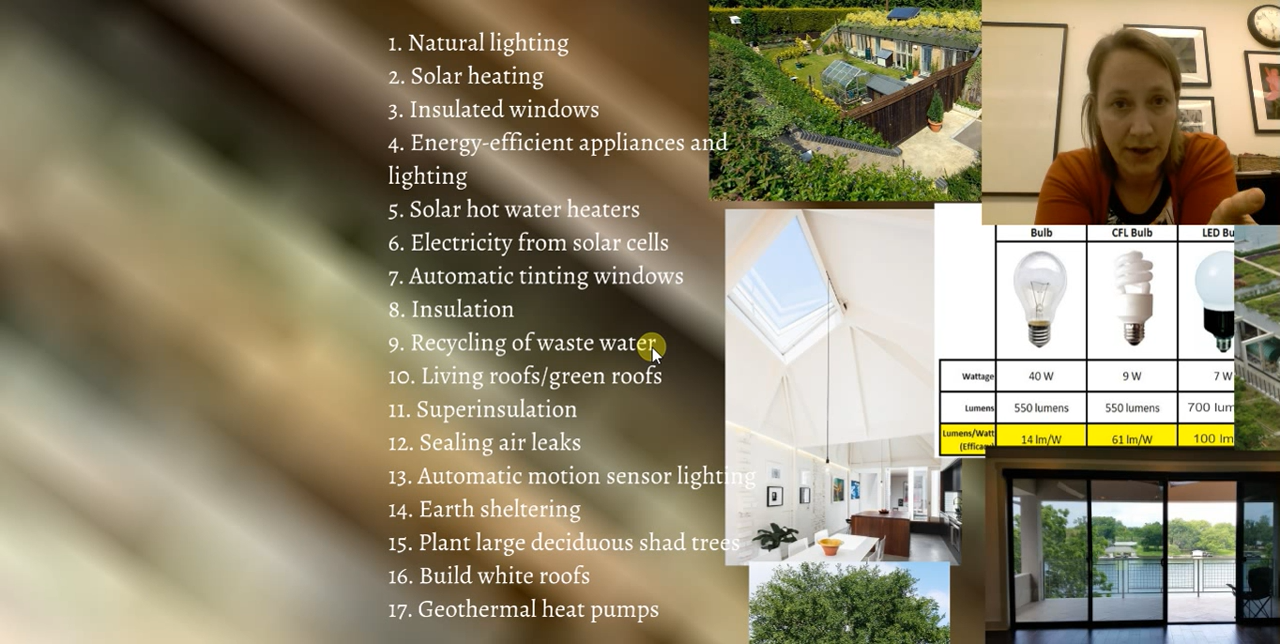 1. Natural lighting
2. Solar heating
3. Insulated windows
4. Energy-efficient appliances and
lighting
5. Solar hot water heaters
6. Electricity from solar cells
7. Automatic tinting windows
8. Insulation
9. Recycling of waste water
10. Living roofs/green roofs
11. Superinsulation
12. Sealing air leaks
13. Automatic motion sensor lighting
14. Earth sheltering
15. Plant large deciduous shad trees
16. Build white roofs
17. Geothermal heat pumps
Bulb CFL Bulb LED
Wattage 40 W 9 W 7 W
Lumens 550 lumens 550 lumens 700
Lumens/Watt 14 lm/W 61 lm/W 100